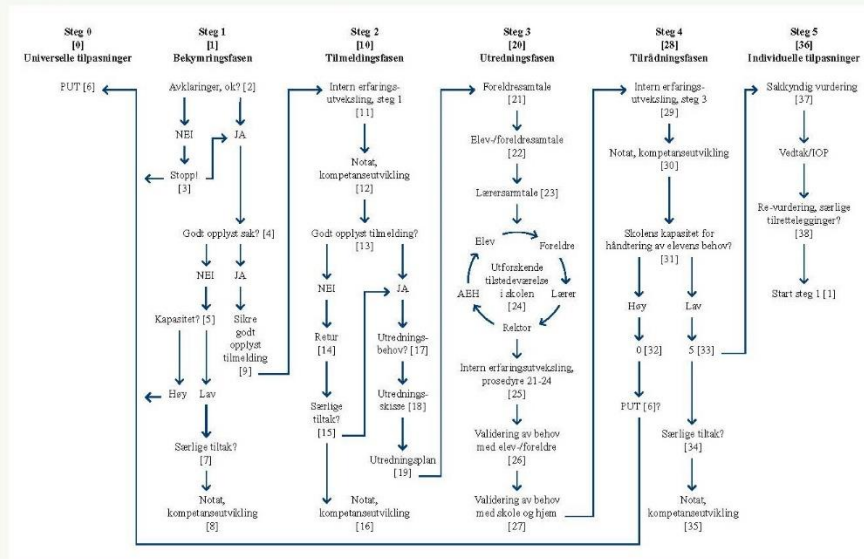 Steg 0
[0]
Universelle tilpasninger
PUT [6]
Steg 1
[1]
Bekymringsfasen
Avklaringer, ok? [2]
NEI
JA
Stopp!
[3]
Godt opplyst sak? [4]
NEI
JA
Kapasitet? [5]
Sikre
godt
opplyst
tilmelding
[9]
Høy
Lav
Særlige tiltak?
[7]
Notat,
kompetanseutvikling
[8]
Steg 2
[10]
Tilmeldingsfasen
Intern erfarings-
utveksling, steg 1
[11]
Notat,
kompetanseutvikling
[12]
Godt opplyst tilmelding?
[13]
NEI
JA
Retur
[14]
Utrednings-
behov? [17]
Særlige
tiltak?
[15]
Utrednings-
skisse [18]
Utredningsplan
[19]
Notat,
kompetanseutvikling
[16]
Steg 3
[20]
Utredningsfasen
Foreldresamtale
[21]
Elev-/foreldresamtale
[22]
Lærersamtale [23]
Elev
Foreldre
Utforskende
tilstedeværelse
i skolen
[24]
AEH
Lærer
Rektor
Intern erfaringsutveksling,
prosedyre 21-24
[25]
Validering av behov
med elev-/foreldre
[26]
Validering av behov
med skole og hjem
[27]
Steg 4
[28]
Tilrådningsfasen
Intern erfarings-
utveksling, steg 3
[29]
Notat, kompetanseutvikling
[30]
Skolens kapasitet for
håndtering av elevens behov?
[31]
Høy
Lav
0 [32]
5 [33]
PUT [6]?
Særlige tiltak?
[34]
Notat,
kompetanseutvikling
[35]
Steg 5
[36]
Individuelle tilpasninger
Sakkyndig vurdering
[37]
Vedtak/IOP
Re-vurdering, særlige
tilrettelegginger?
[38]
Start steg 1 [1]